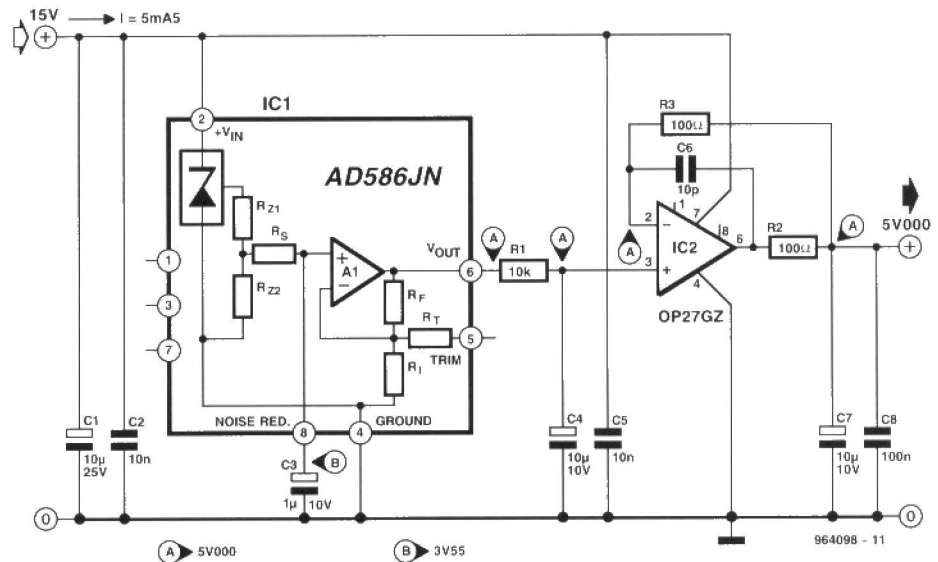 15V
I = 5mA5
+
IC1
2
+VIN
AD586JN
RZ1
RS
RZ2
+
A1
−
VOUT
6
RF
RT
5
TRIM
RI
1
3
7
NOISE RED.
8
GROUND
4
C1
10µ
25V
C2
10n
C3
1µ
10V
B
A
R1
10k
A
C4
10µ
10V
C5
10n
R3
100Ω
C6
10p
1
7
2
−
8
IC2
6
3
+
4
A
OP27GZ
R2
100Ω
A
5V000
+
C7
10µ
10V
C8
100n
0
0
A 5V000
B 3V55
964098 - 11